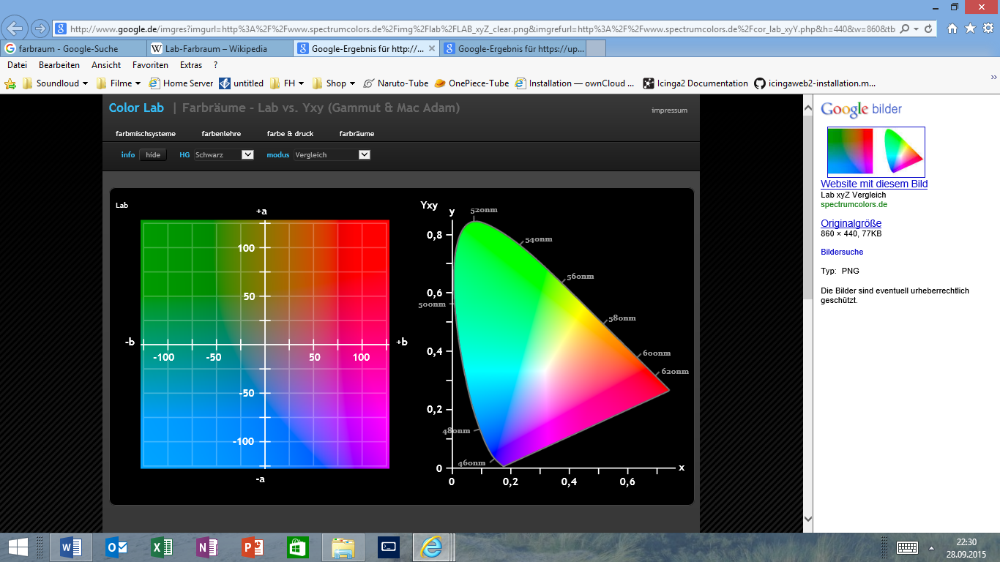 http://www.google.de/imgres?imgurl=http%3A%2F%2Fwww.spectrumcolors.de%2Fimg%2Flab%2FLAB_xyZ_clear.png&imgrefurl=http%3A%2F%2Fwww.spectrumcolors.de%2Fcor_lab_xyY.php&h=440&w=860&tb
farbraum - Google-Suche
Lab-Farbraum – Wikipedia
Google-Ergebnis für http://...
Google-Ergebnis für https://up...
Datei Bearbeiten Ansicht Favoriten Extras ?
Soundloud Filme Home Server untitled FH Shop Naruto-Tube OnePiece-Tube Installation — ownCloud ... Icinga2 Documentation icingaweb2-installation.m...
Color Lab | Farbräume - Lab vs. Yxy (Gammut & Mac Adam)
impressum
farbmischsysteme farbenlehre farbe & druck farbräume
info hide HG Schwarz modus Vergleich
Lab
+a
100
50
-b
+b
-100 -50 50 100
-50
-100
-a
Yxy
y
520nm
0,8
540nm
560nm
0,6
500nm
580nm
0,4
600nm
620nm
0,2
480nm
460nm
0
x
0 0,2 0,4 0,6
Google bilder
Website mit diesem Bild
Lab xyZ Vergleich
spectrumcolors.de
Originalgröße
860 × 440, 77KB
Bildersuche
Typ: PNG
Die Bilder sind eventuell urheberrechtlich
geschützt.
22:30
28.09.2015